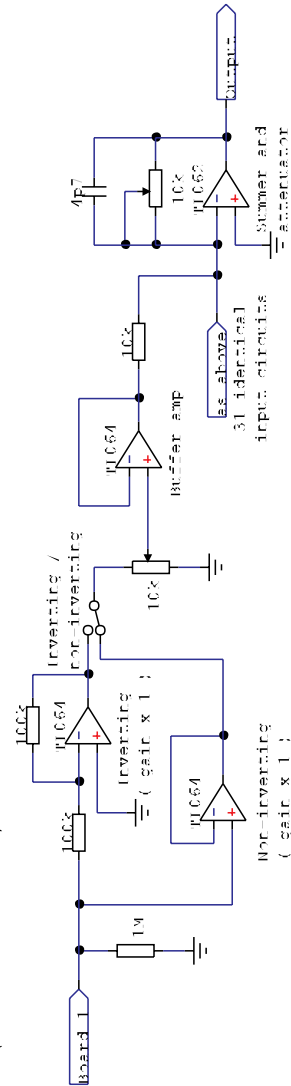 Board 1
1M
100k
100k
TL064
-
+
Inverting
( gain x 1 )
TL064
-
+
Non-inverting
( gain x 1 )
Inverting /
non-inverting
10k
TL064
-
+
Buffer amp
10k
as above
31 identical
input circuits
4p7
10k
TL062
-
+
Summer and
attenuator
Output